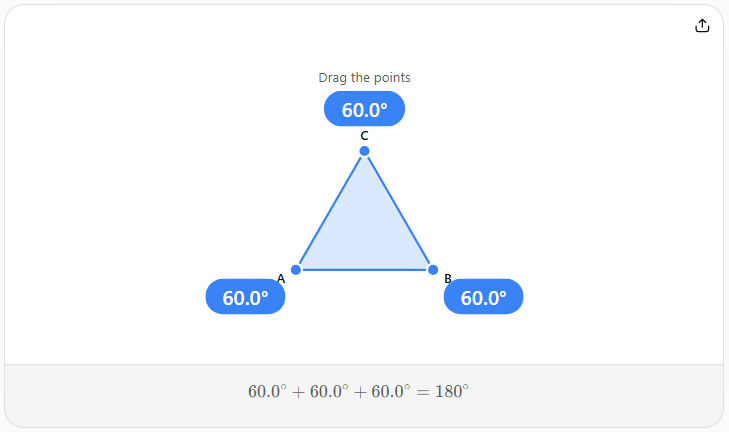 Drag the points
60.0°
C
A
B
60.0°
60.0°
60.0° + 60.0° + 60.0° = 180°